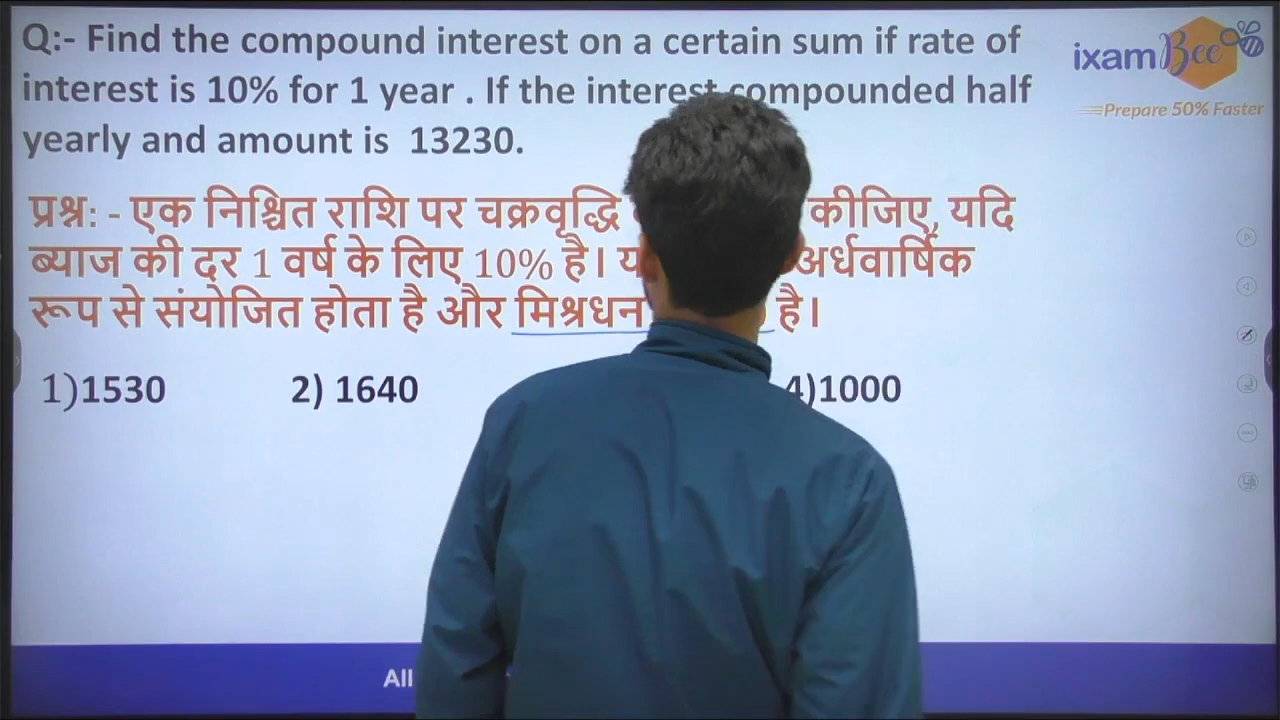 Q:- Find the compound interest on a certain sum if rate of
interest is 10% for 1 year . If the interest compounded half
yearly and amount is 13230.
प्रश्न: - एक निश्चित राशि पर चक्रवृद्धि कीजिए, यदि
ब्याज की दर 1 वर्ष के लिए 10% है। अर्धवार्षिक
रूप से संयोजित होता है और मिश्रधन है।
1)1530 2) 1640 4)1000
All
ixamBee
Prepare 50% Faster